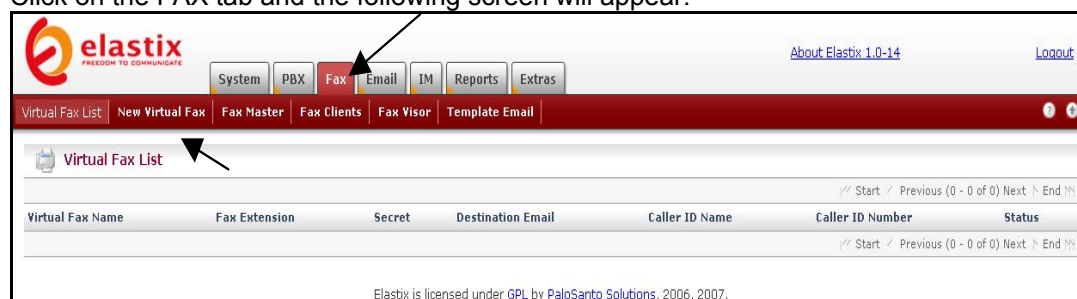 Click on the FAX tab and the following screen will appear:
elastix
FREEDOM TO COMMUNICATE
About Elastix 1.0-14 Logout
System PBX Fax Email IM Reports Extras
Virtual Fax List New Virtual Fax Fax Master Fax Clients Fax Visor Template Email
Virtual Fax List
Start Previous (0 - 0 of 0) Next End
Virtual Fax Name Fax Extension Secret Destination Email Caller ID Name Caller ID Number Status
Start Previous (0 - 0 of 0) Next End
Elastix is licensed under GPL by PaloSanto Solutions. 2006, 2007.